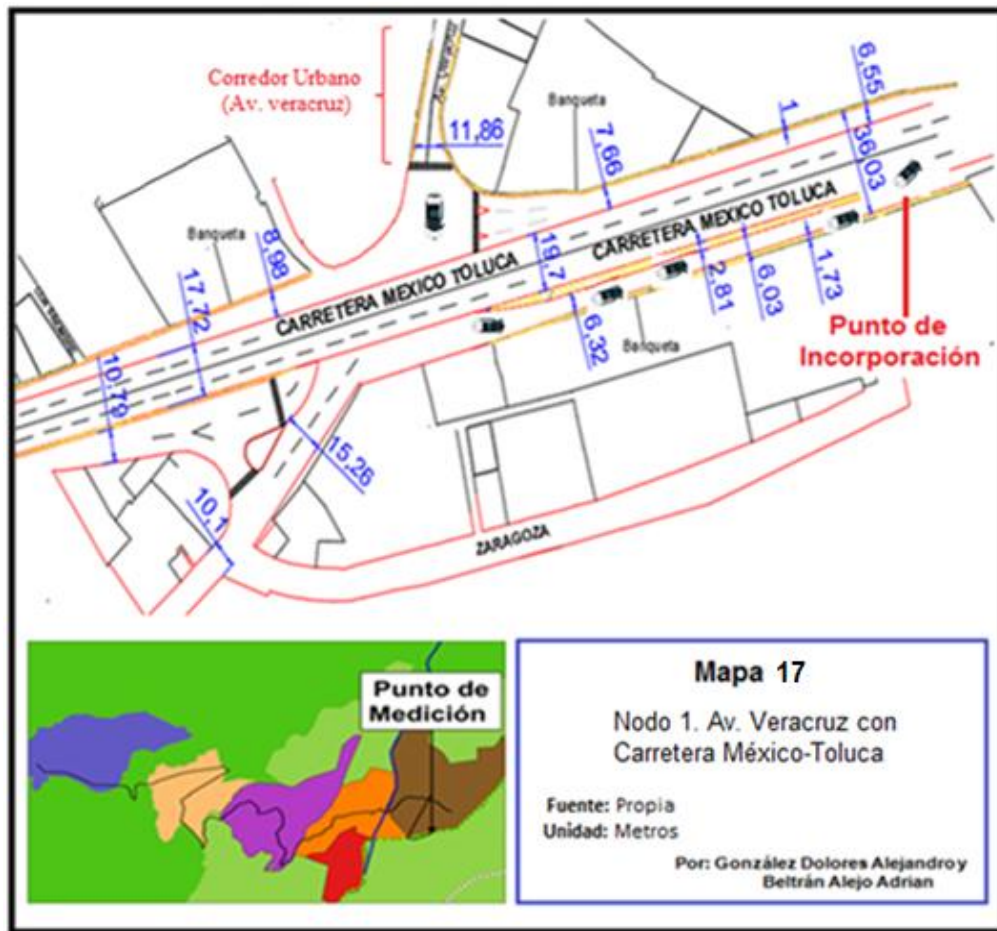 Corredor Urbano
(Av. veracruz)
Av. Veracruz
11,86
Banqueta
7,66
1
6,55
36,03
Banqueta
8,98
17,72
10,79
CARRETERA MEXICO TOLUCA
CARRETERA MEXICO TOLUCA
19,7
2,81
6,03
1,73
6,32
Banqueta
Punto de
Incorporación
15,26
10,1
ZARAGOZA
Punto de
Medición
Mapa 17
Nodo 1. Av. Veracruz con
Carretera México-Toluca
Fuente: Propia
Unidad: Metros
Por: González Dolores Alejandro y
Beltrán Alejo Adrian